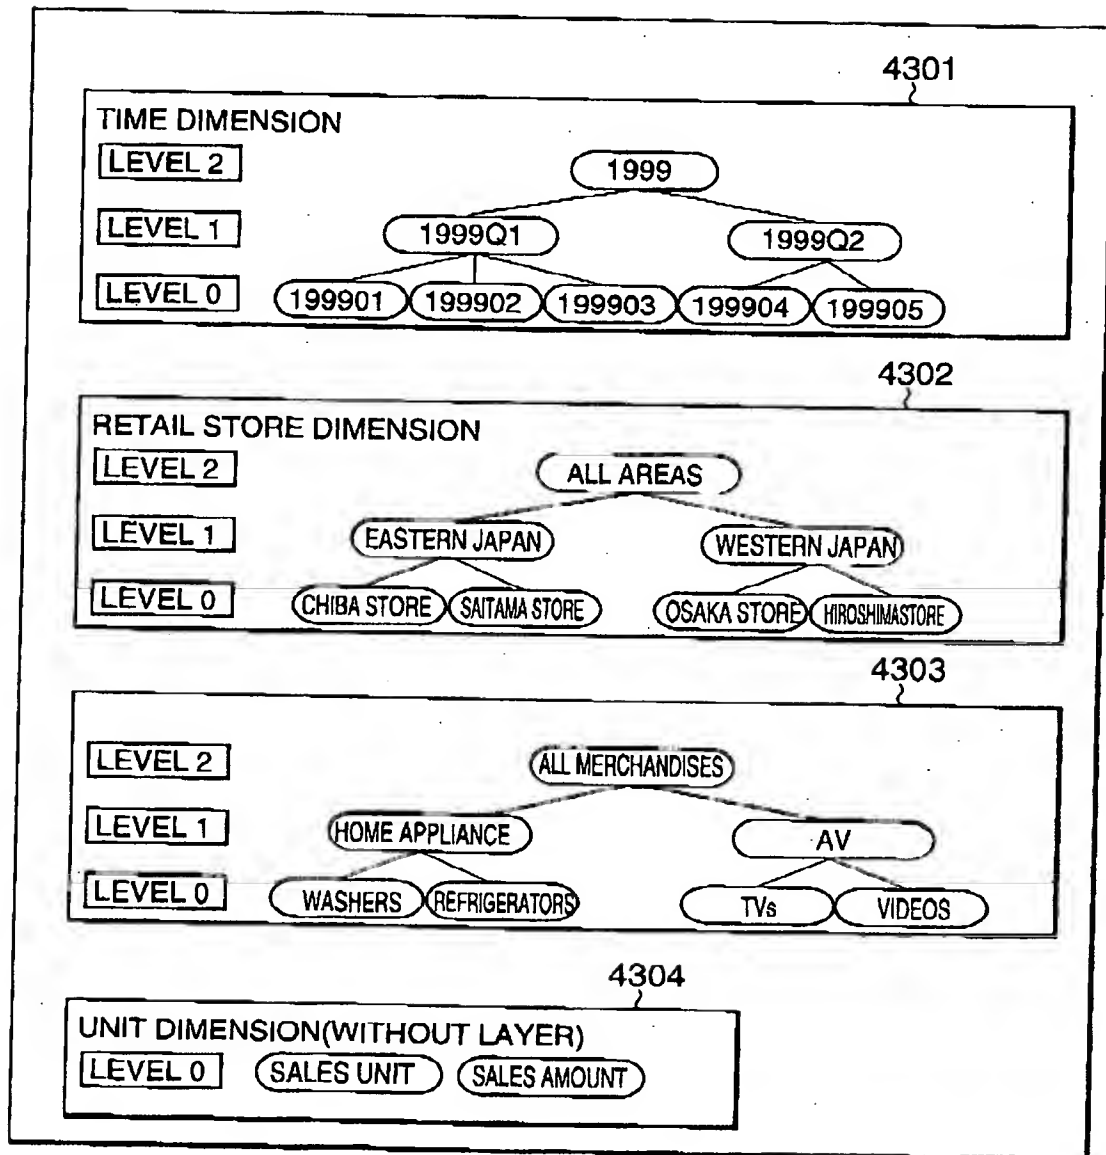 4301
TIME DIMENSION
LEVEL 2 1999
LEVEL 1 1999Q1 1999Q2
LEVEL 0 199901 199902 199903 199904 199905
4302
RETAIL STORE DIMENSION
LEVEL 2 ALL AREAS
LEVEL 1 EASTERN JAPAN WESTERN JAPAN
LEVEL 0 CHIBA STORE SAITAMA STORE OSAKA STORE HIROSHIMASTORE
4303
LEVEL 2 ALL MERCHANDISES
LEVEL 1 HOME APPLIANCE AV
LEVEL 0 WASHERS REFRIGERATORS TVs VIDEOS
4304
UNIT DIMENSION(WITHOUT LAYER)
LEVEL 0 SALES UNIT SALES AMOUNT